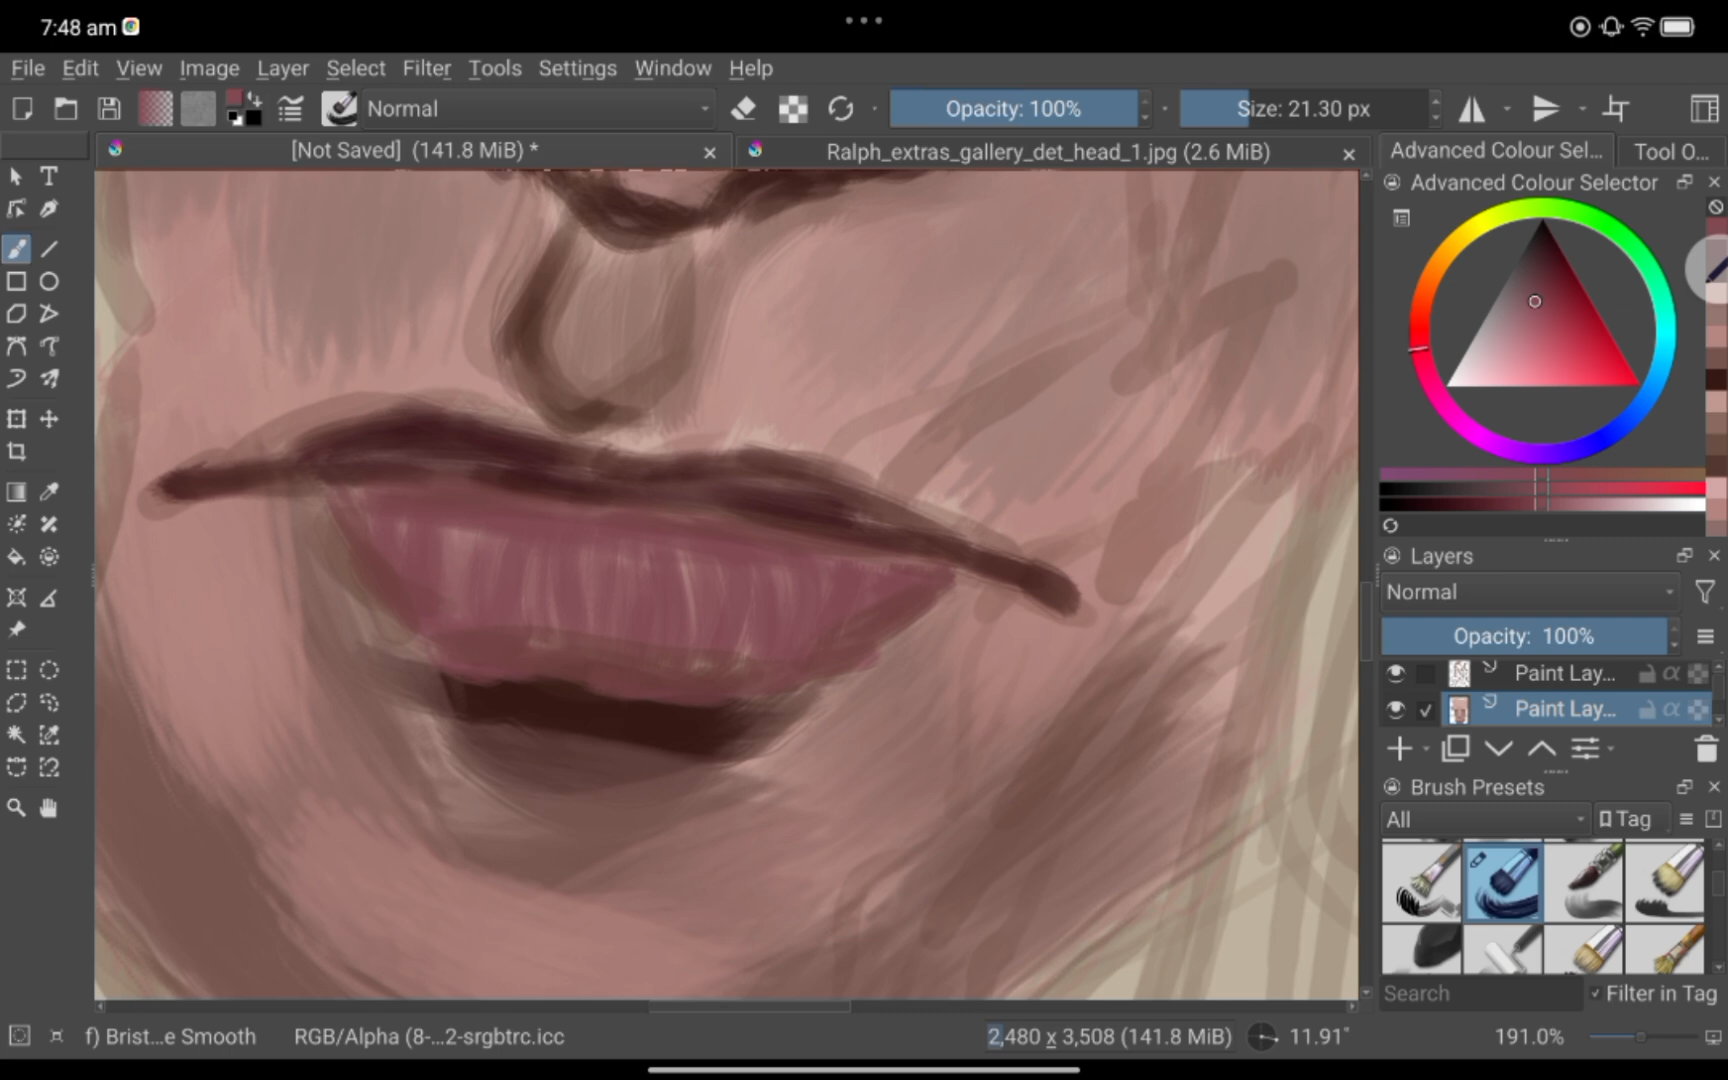 7:48 am
File Edit View Image Layer Select Filter Tools Settings Window Help
Normal
Opacity: 100%
Size: 21.30 px
[Not Saved] (141.8 MiB) *
Ralph_extras_gallery_det_head_1.jpg (2.6 MiB)
Advanced Colour Sel...
Tool O...
Advanced Colour Selector
Layers
Normal
Opacity: 100%
Paint Lay...
Paint Lay...
Brush Presets
All
Tag
Search
Filter in Tag
f) Brist...e Smooth
RGB/Alpha (8-...2-srgbtrc.icc
2,480 x 3,508 (141.8 MiB)
11.91°
191.0%